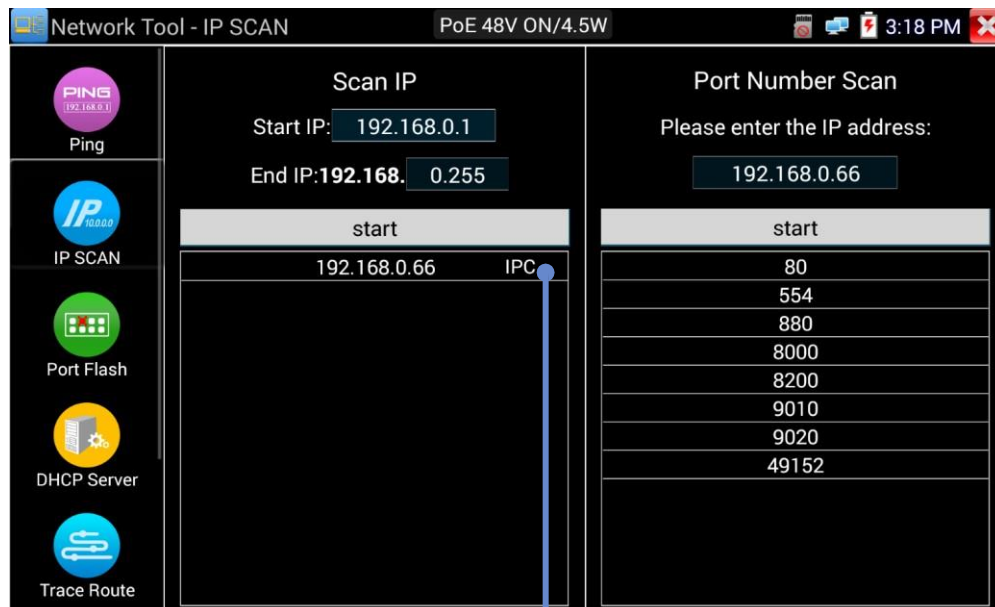 Network Tool - IP SCAN
PoE 48V ON/4.5W
3:18 PM
PING
192.168.0.1
Ping
IP
10.0.0.0
IP SCAN
Port Flash
DHCP Server
Trace Route
Scan IP
Start IP: 192.168.0.1
End IP:192.168. 0.255
start
192.168.0.66 IPC
Port Number Scan
Please enter the IP address:
192.168.0.66
start
80
554
880
8000
8200
9010
9020
49152